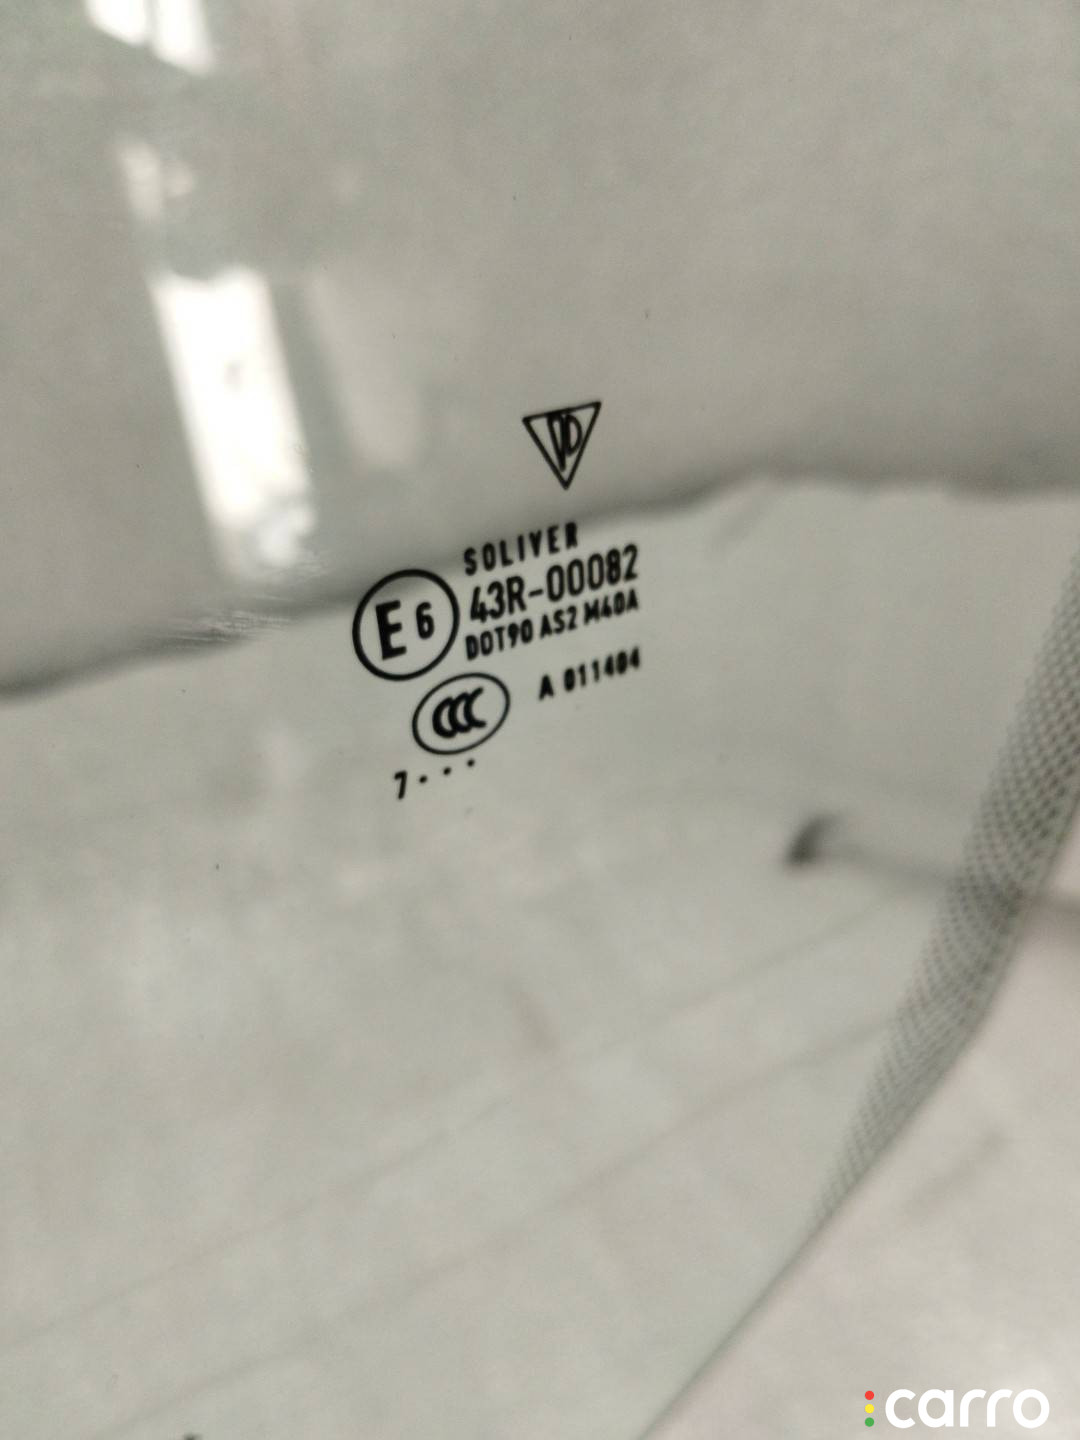 SOLIVER
E6
43R-00082
DOT90 AS2 M40A
CCC
A 011404
7...
carro